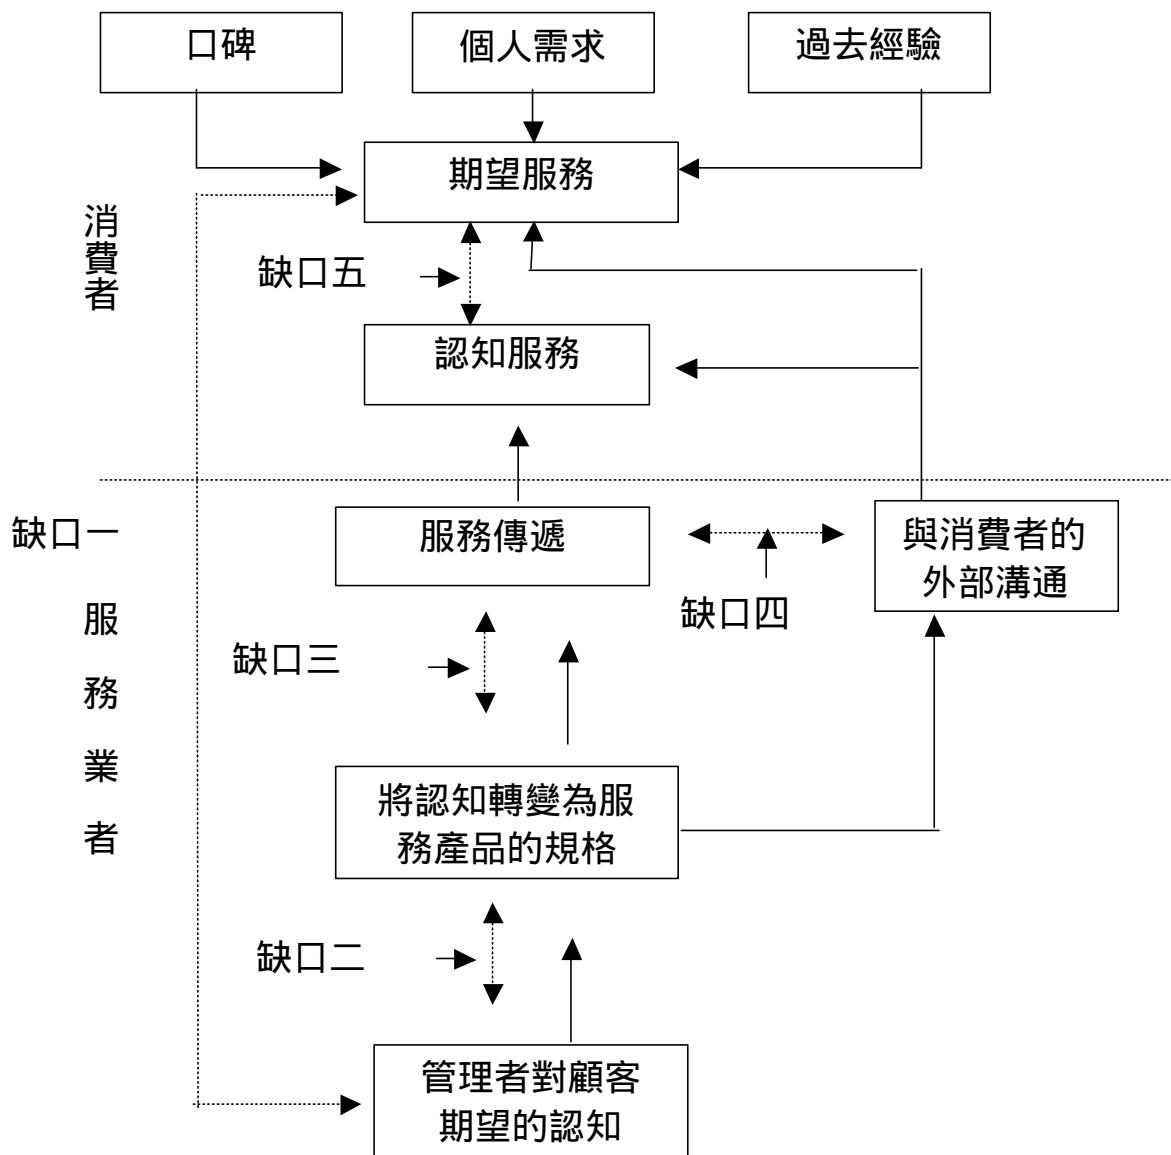 口碑
個人需求
過去經驗
期望服務
消費者
缺口五
認知服務
缺口一
服務傳遞
與消費者的
外部溝通
服務業者
缺口四
缺口三
將認知轉變為服
務產品的規格
缺口二
管理者對顧客
期望的認知